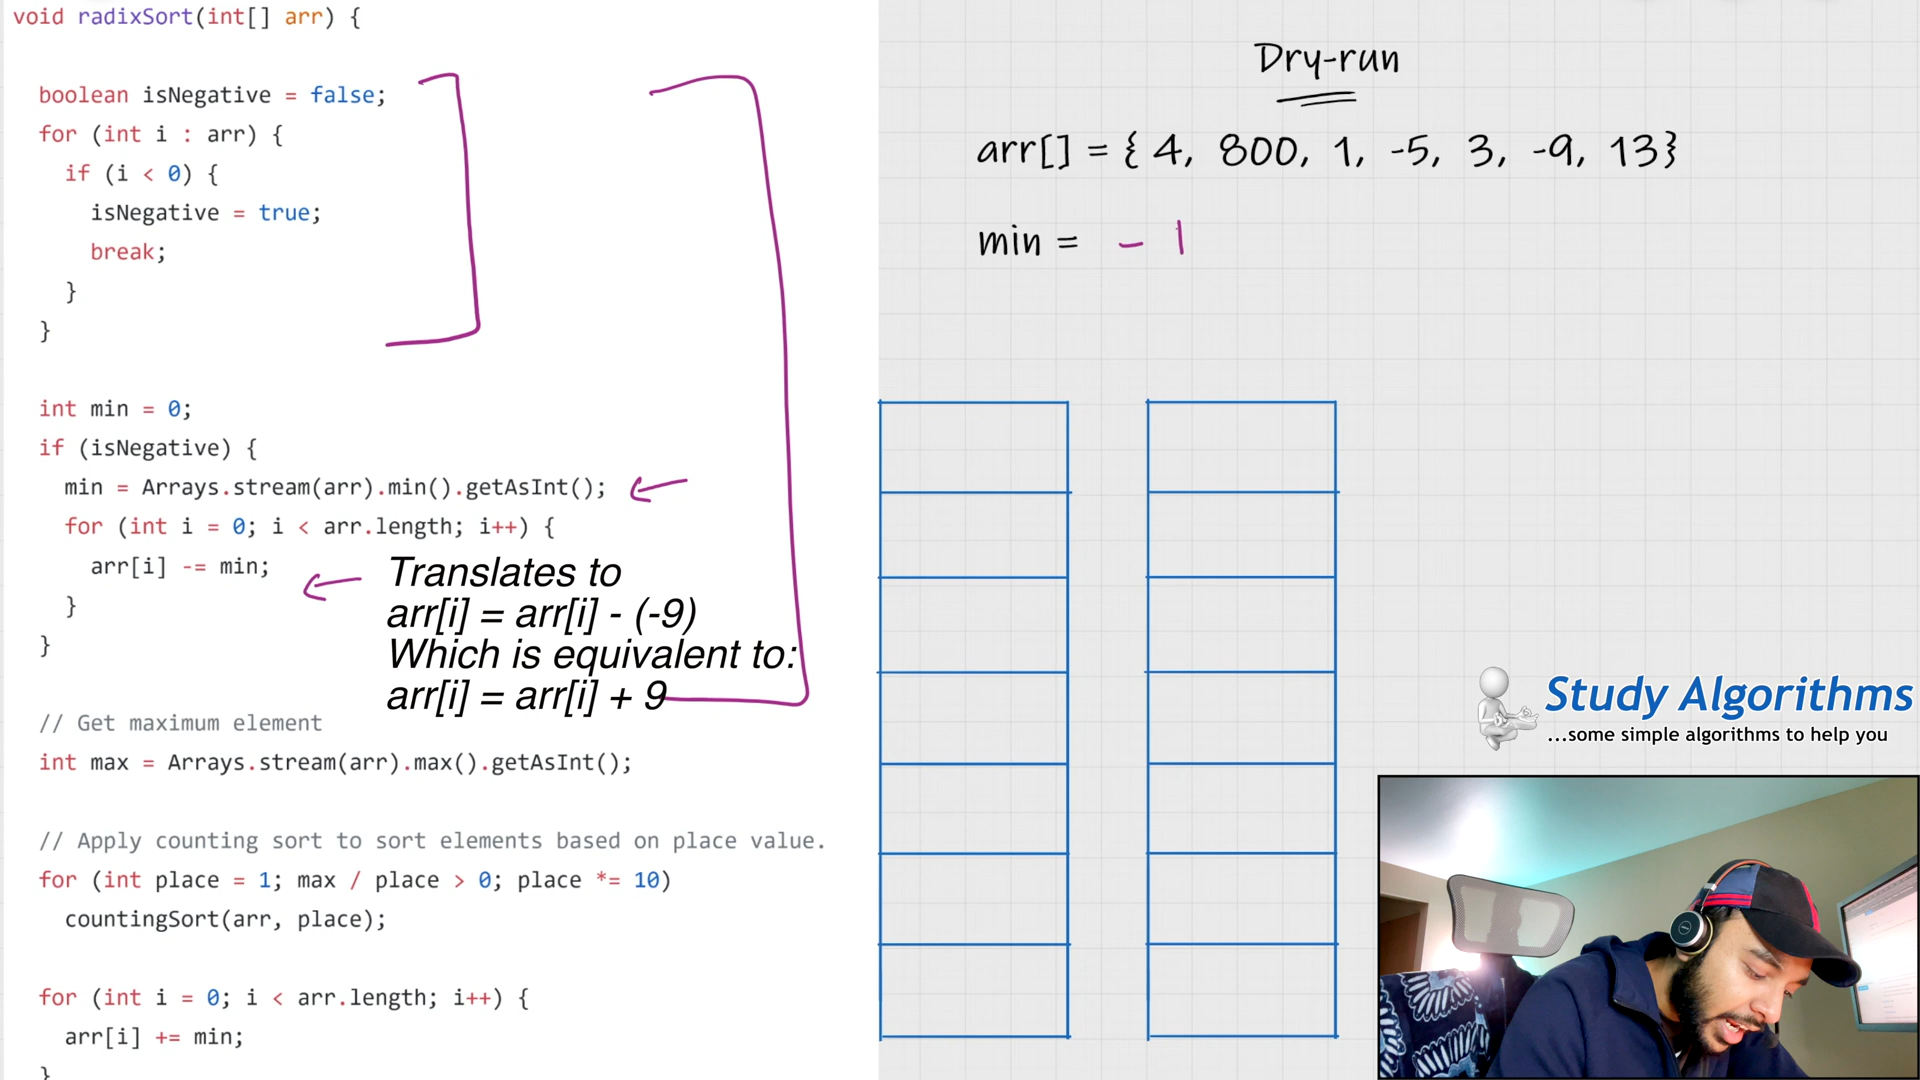 void radixSort(int[] arr) {
boolean isNegative = false;
for (int i : arr) {
if (i < 0) {
isNegative = true;
break;
}
}
int min = 0;
if (isNegative) {
min = Arrays.stream(arr).min().getAsInt();
for (int i = 0; i < arr.length; i++) {
arr[i] -= min;
}
}
Translates to
arr[i] = arr[i] - (-9)
Which is equivalent to:
arr[i] = arr[i] + 9
// Get maximum element
int max = Arrays.stream(arr).max().getAsInt();
// Apply counting sort to sort elements based on place value.
for (int place = 1; max / place > 0; place *= 10)
countingSort(arr, place);
for (int i = 0; i < arr.length; i++) {
arr[i] += min;
}
Dry-run
arr[] = { 4, 800, 1, -5, 3, -9, 13}
min = - 1
Study Algorithms
...some simple algorithms to help you